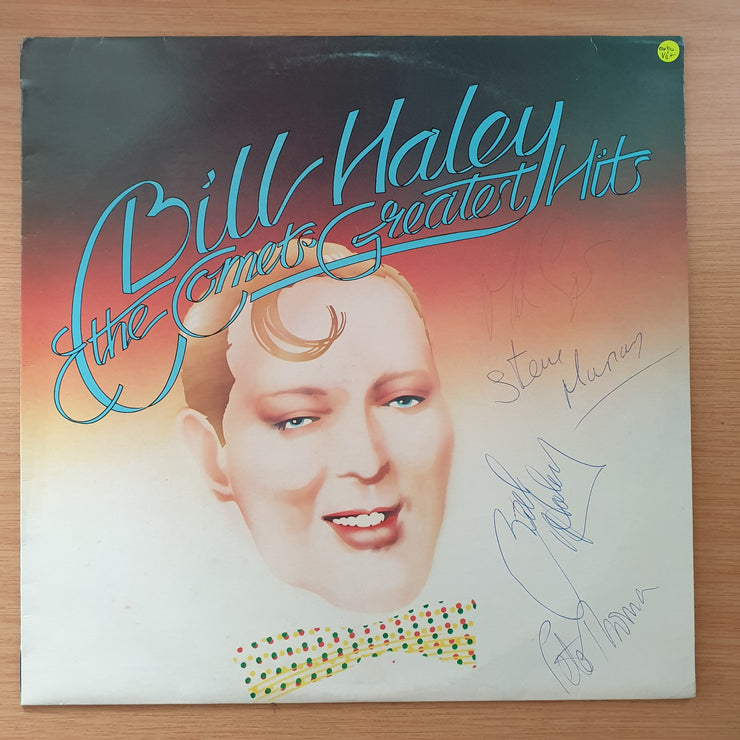 Bill Haley
& the Comets Greatest Hits
Steve Murray
Bill Haley